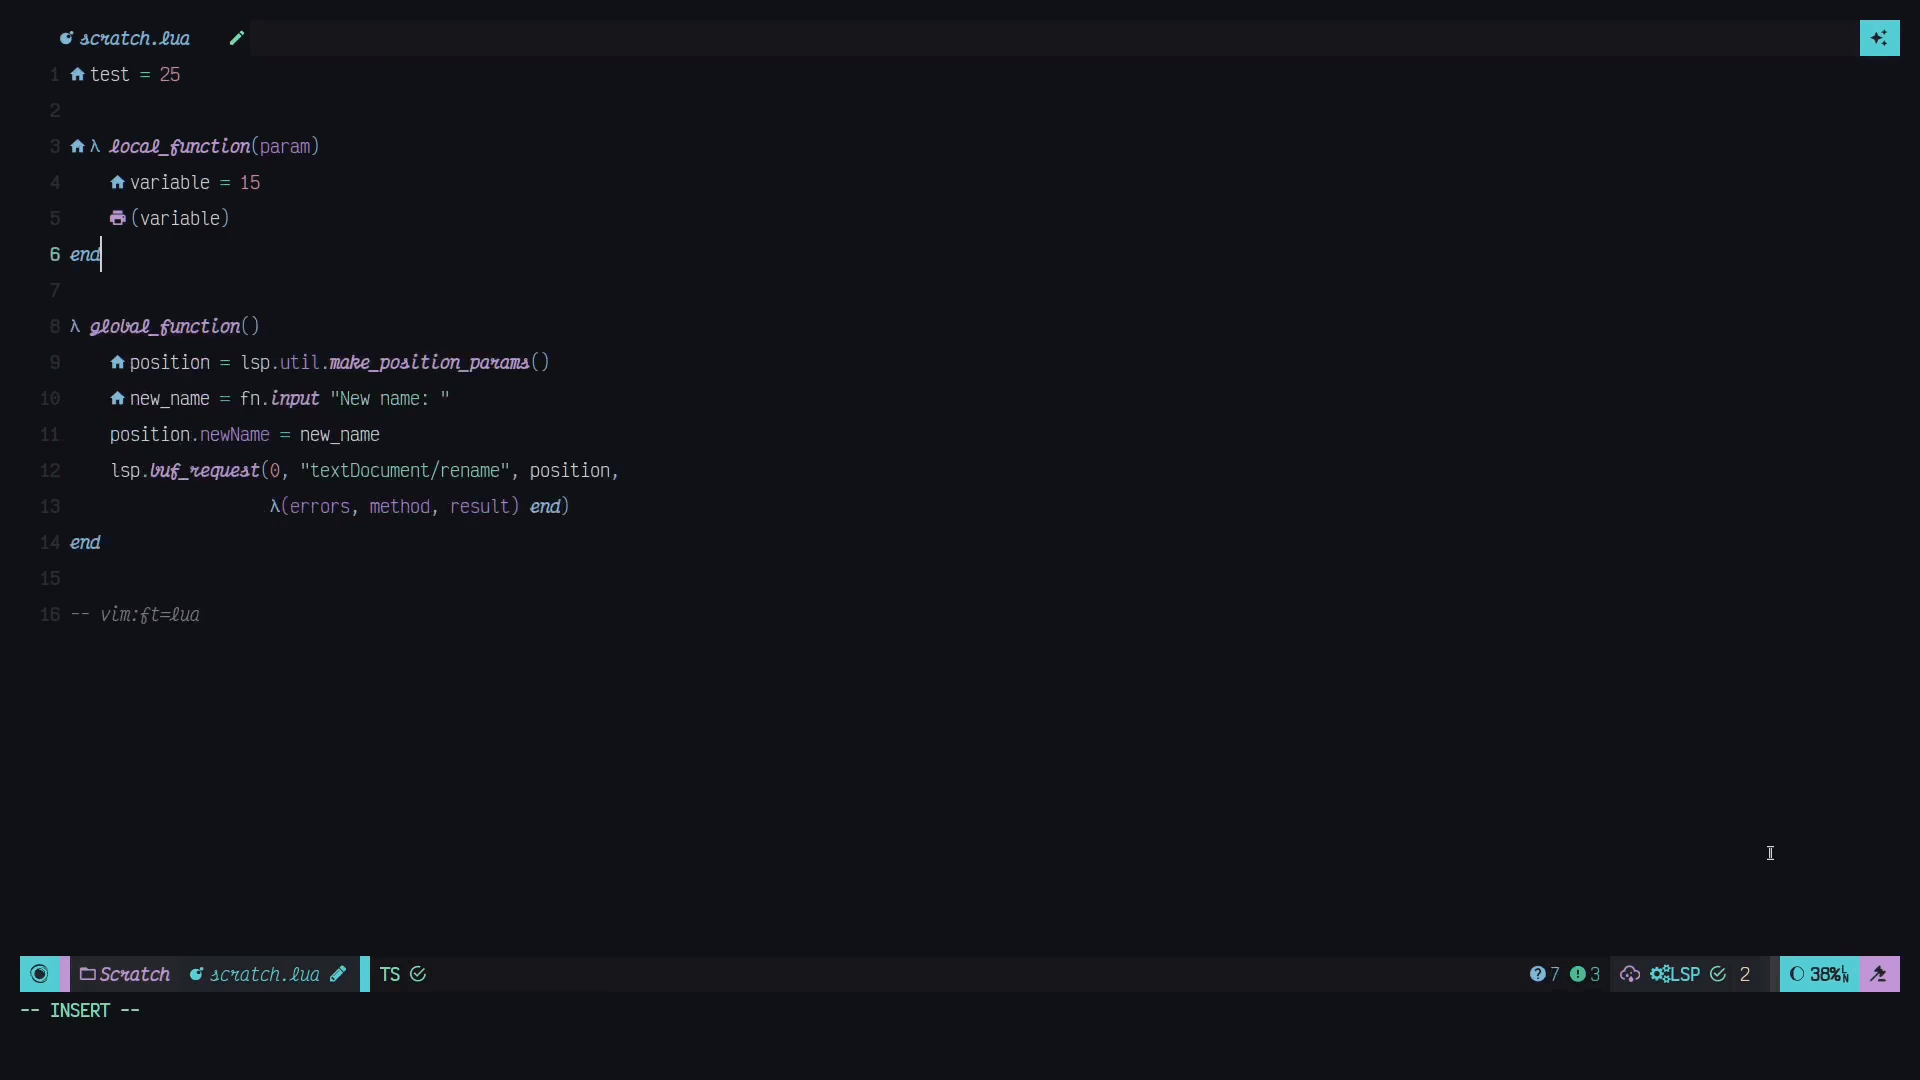 scratch.lua
1 test = 25
2
3 λ local_function(param)
4 variable = 15
5 (variable)
6 end
7
8 λ global_function()
9 position = lsp.util.make_position_params()
10 new_name = fn.input "New name: "
11 position.newName = new_name
12 lsp.buf_request(0, "textDocument/rename", position,
13 λ(errors, method, result) end)
14 end
15
16 -- vim:ft=lua
Scratch scratch.lua TS 7 3 LSP 2 38% LN
-- INSERT --